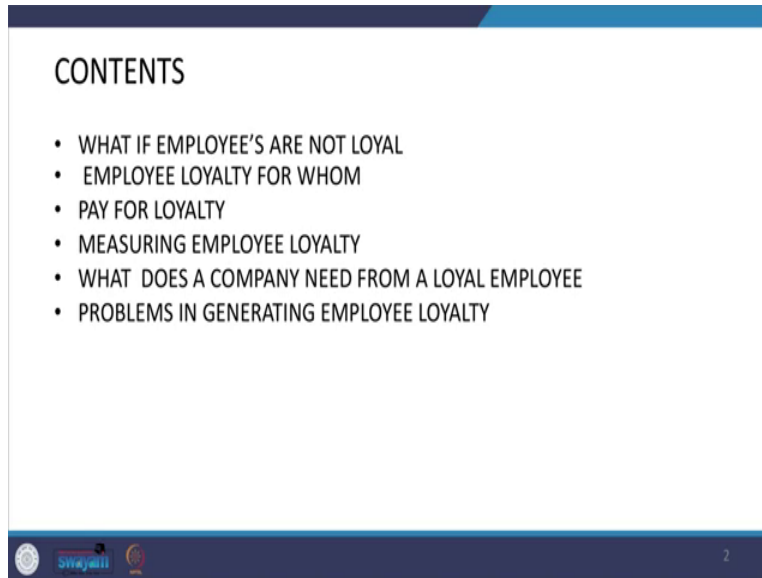 CONTENTS
• WHAT IF EMPLOYEE'S ARE NOT LOYAL
• EMPLOYEE LOYALTY FOR WHOM
• PAY FOR LOYALTY
• MEASURING EMPLOYEE LOYALTY
• WHAT DOES A COMPANY NEED FROM A LOYAL EMPLOYEE
• PROBLEMS IN GENERATING EMPLOYEE LOYALTY
swayam
2